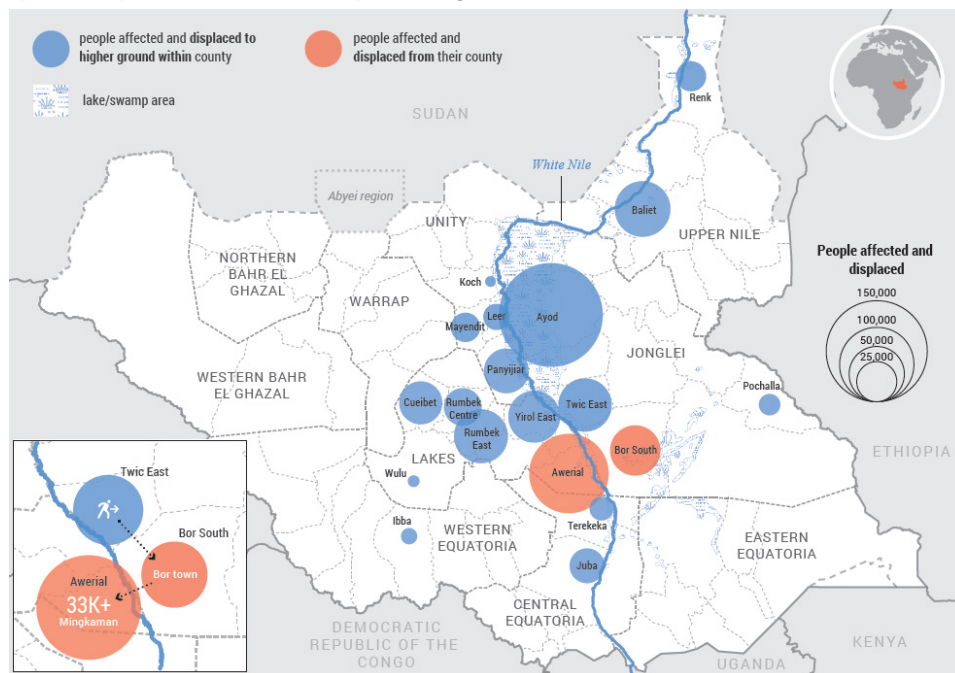 people affected and displaced to
higher ground within county
people affected and
displaced from their county
lake/swamp area
SUDAN
Renk
White Nile
Abyei region
Baliet
UNITY
UPPER NILE
NORTHERN
BAHR EL
GHAZAL
People affected and
displaced
150,000
100,000
50,000
25,000
Koch
WARRAP
Leer
Ayod
Mayendit
JONGLEI
WESTERN BAHR
EL GHAZAL
Panyijiar
Pochalla
Cueibet
Rumbek
Centre
Yirol East
Twic East
Rumbek
East
Bor South
ETHIOPIA
LAKES
Awerial
Wulu
Terekeka
Ibba
WESTERN
EQUATORIA
EASTERN
EQUATORIA
Juba
CENTRAL
EQUATORIA
DEMOCRATIC
REPUBLIC OF THE
CONGO
KENYA
UGANDA
Twic East
Bor South
Bor town
Awerial
33K+
Mingkaman